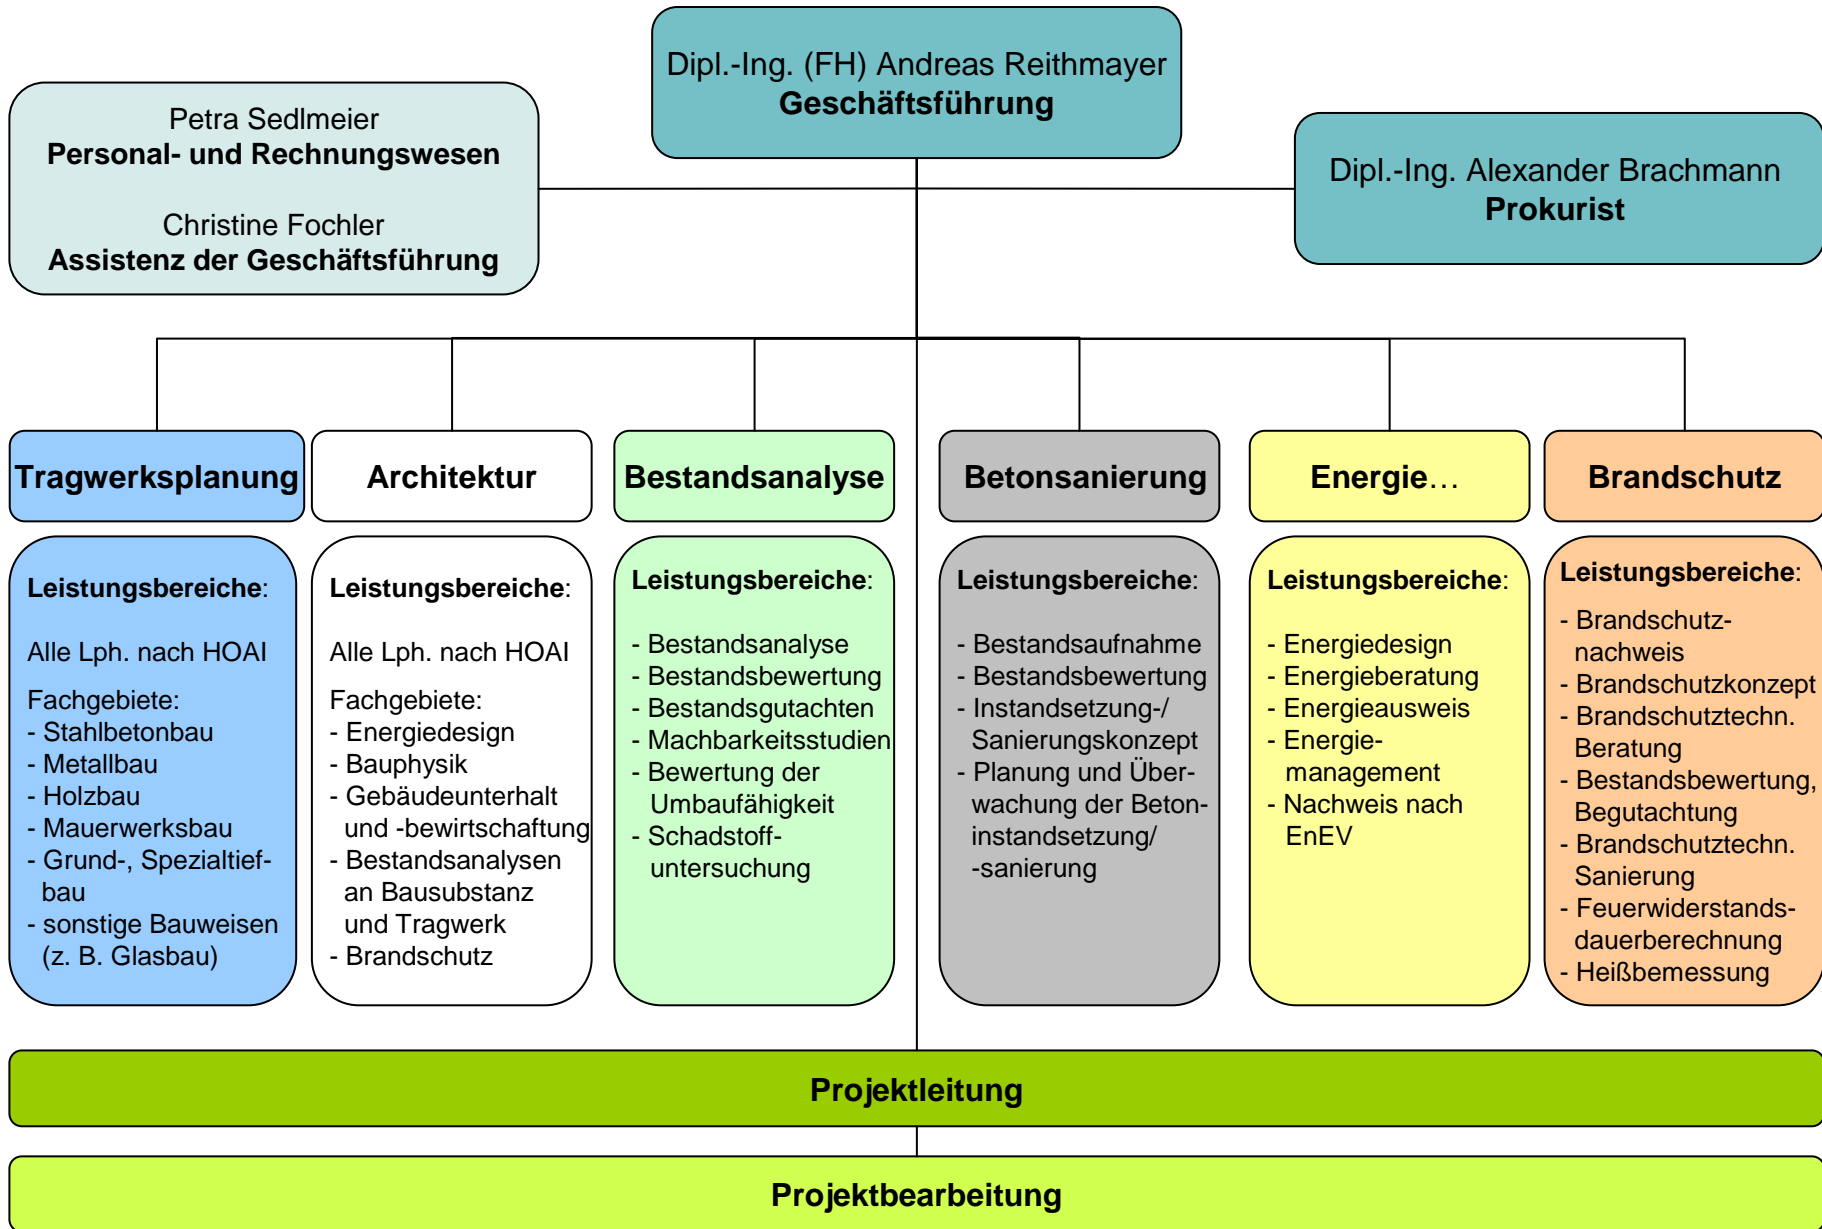 Dipl.-Ing. (FH) Andreas Reithmayer
Geschäftsführung
Petra Sedlmeier
Personal- und Rechnungswesen
Christine Fochler
Assistenz der Geschäftsführung
Dipl.-Ing. Alexander Brachmann
Prokurist
Tragwerksplanung
Architektur
Bestandsanalyse
Betonsanierung
Energie…
Brandschutz
Leistungsbereiche:
Alle Lph. nach HOAI
Fachgebiete:
- Stahlbetonbau
- Metallbau
- Holzbau
- Mauerwerksbau
- Grund-, Spezialtief-
bau
- sonstige Bauweisen
(z. B. Glasbau)
Leistungsbereiche:
Alle Lph. nach HOAI
Fachgebiete:
- Energiedesign
- Bauphysik
- Gebäudeunterhalt
und -bewirtschaftung
- Bestandsanalysen
an Bausubstanz
und Tragwerk
- Brandschutz
Leistungsbereiche:
- Bestandsanalyse
- Bestandsbewertung
- Bestandsgutachten
- Machbarkeitsstudien
- Bewertung der
Umbaufähigkeit
- Schadstoff-
untersuchung
Leistungsbereiche:
- Bestandsaufnahme
- Bestandsbewertung
- Instandsetzung-/
Sanierungskonzept
- Planung und Über-
wachung der Beton-
instandsetzung/
-sanierung
Leistungsbereiche:
- Energiedesign
- Energieberatung
- Energieausweis
- Energie-
management
- Nachweis nach
EnEV
Leistungsbereiche:
- Brandschutz-
nachweis
- Brandschutzkonzept
- Brandschutztechn.
Beratung
- Bestandsbewertung,
Begutachtung
- Brandschutztechn.
Sanierung
- Feuerwiderstands-
dauerberechnung
- Heißbemessung
Projektleitung
Projektbearbeitung